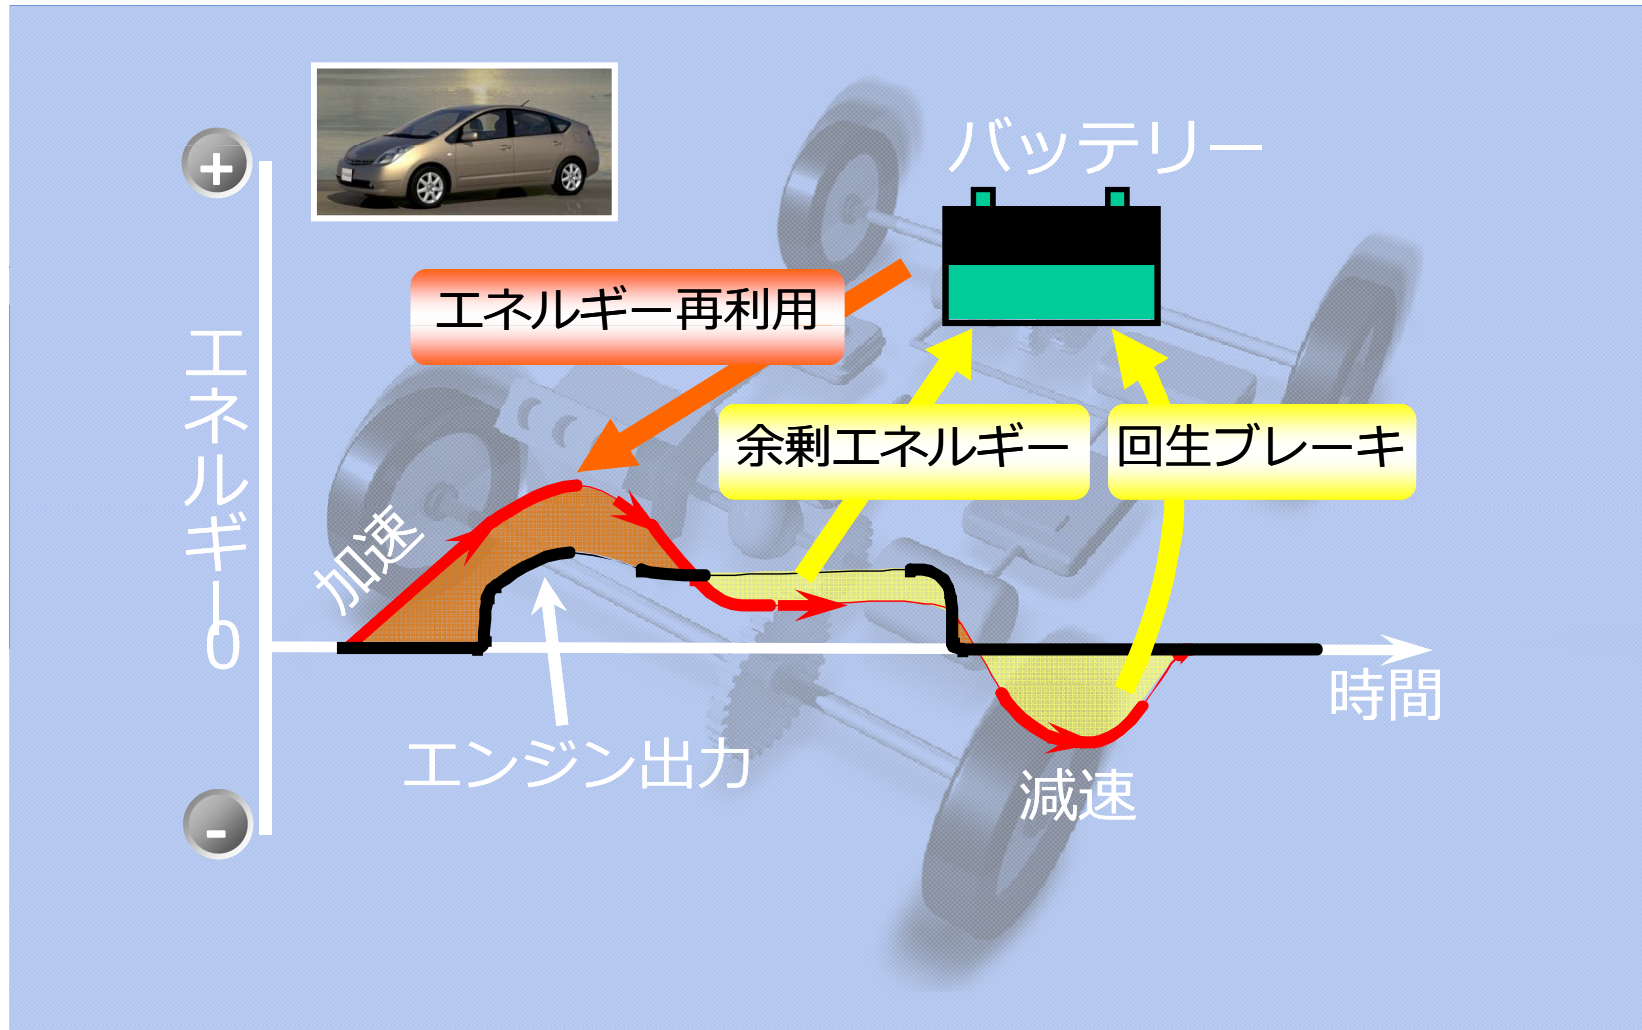 +
バッテリー
エネルギー再利用
エネルギー
余剰エネルギー
回生ブレーキ
加速
0
時間
エンジン出力
減速
-